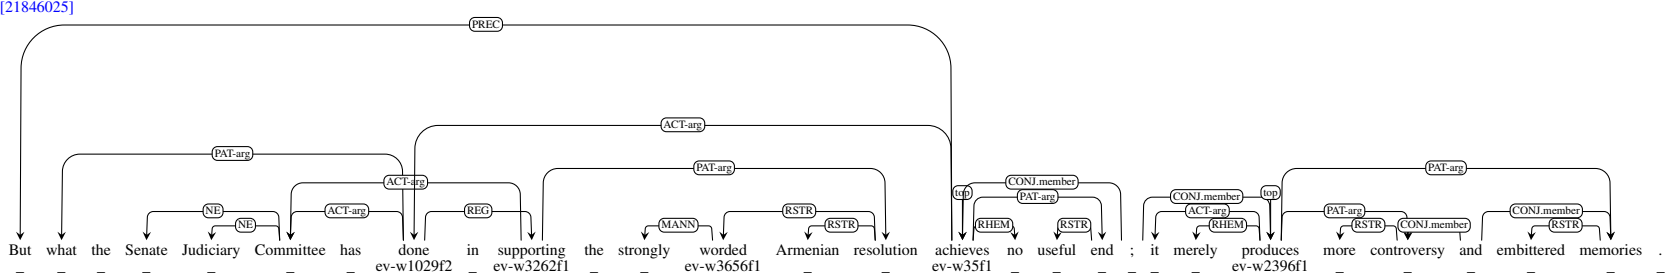 [21846025]
PREC
ACT-arg
PAT-arg PAT-arg PAT-arg
ACT-arg top CONJ.member top
PAT-arg CONJ.member
NE ACT-arg REG RSTR ACT-arg PAT-arg CONJ.member
NE MANN RSTR RHEM RSTR RHEM RSTR CONJ.member RSTR
But what the Senate Judiciary Committee has done in supporting the strongly worded Armenian resolution achieves no useful end ; it merely produces more controversy and embittered memories .
_ _ _ _ _ _ _ ev-w1029f2 _ ev-w3262f1 _ _ ev-w3656f1 _ _ ev-w35f1 _ _ _ _ _ _ ev-w2396f1 _ _ _ _ _ _